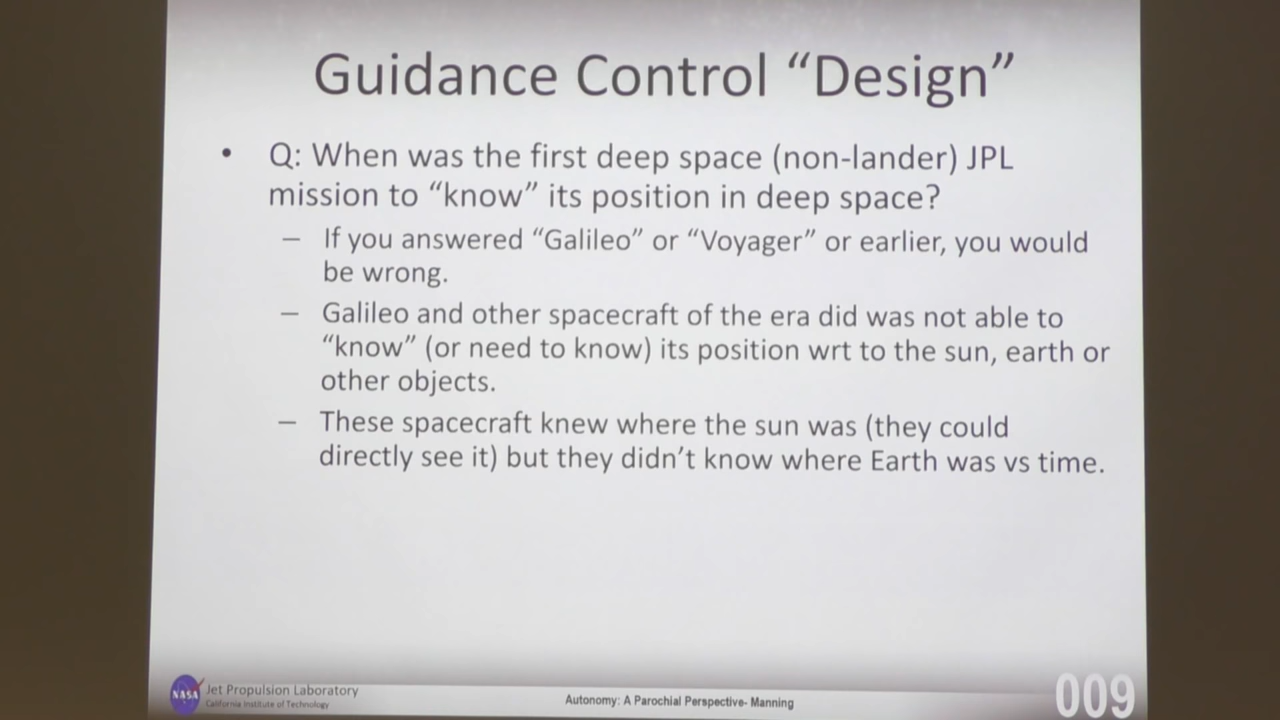 Guidance Control “Design”
• Q: When was the first deep space (non-lander) JPL
mission to “know” its position in deep space?
– If you answered “Galileo” or “Voyager” or earlier, you would
be wrong.
– Galileo and other spacecraft of the era did was not able to
“know” (or need to know) its position wrt to the sun, earth or
other objects.
– These spacecraft knew where the sun was (they could
directly see it) but they didn’t know where Earth was vs time.
NASA
Jet Propulsion Laboratory
California Institute of Technology
Autonomy: A Parochial Perspective- Manning
009